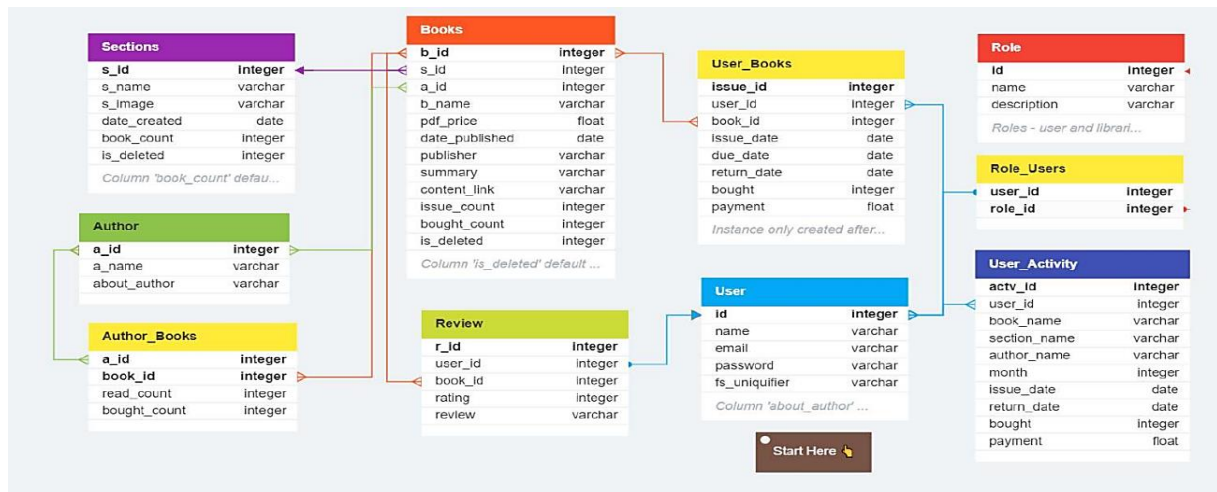 Sections
s_id integer
s_name varchar
s_image varchar
date_created date
book_count integer
is_deleted integer
Column 'book_count' defau...
Author
a_id integer
a_name varchar
about_author varchar
Author_Books
a_id integer
book_id integer
read_count integer
bought_count integer
Books
b_id integer
s_id integer
a_id integer
b_name varchar
pdf_price float
date_published date
publisher varchar
summary varchar
content_link varchar
issue_count integer
bought_count integer
is_deleted integer
Column 'is_deleted' default ...
Review
r_id integer
user_id integer
book_id integer
rating integer
review varchar
User_Books
issue_id integer
user_id integer
book_id integer
issue_date date
due_date date
return_date date
bought integer
payment float
Instance only created after...
User
id integer
name varchar
email varchar
password varchar
fs_uniquifier varchar
Column 'about_author' ...
Start Here 👆
Role
id integer
name varchar
description varchar
Roles - user and librari...
Role_Users
user_id integer
role_id integer
User_Activity
actv_id integer
user_id integer
book_name varchar
section_name varchar
author_name varchar
month integer
issue_date date
return_date date
bought integer
payment float